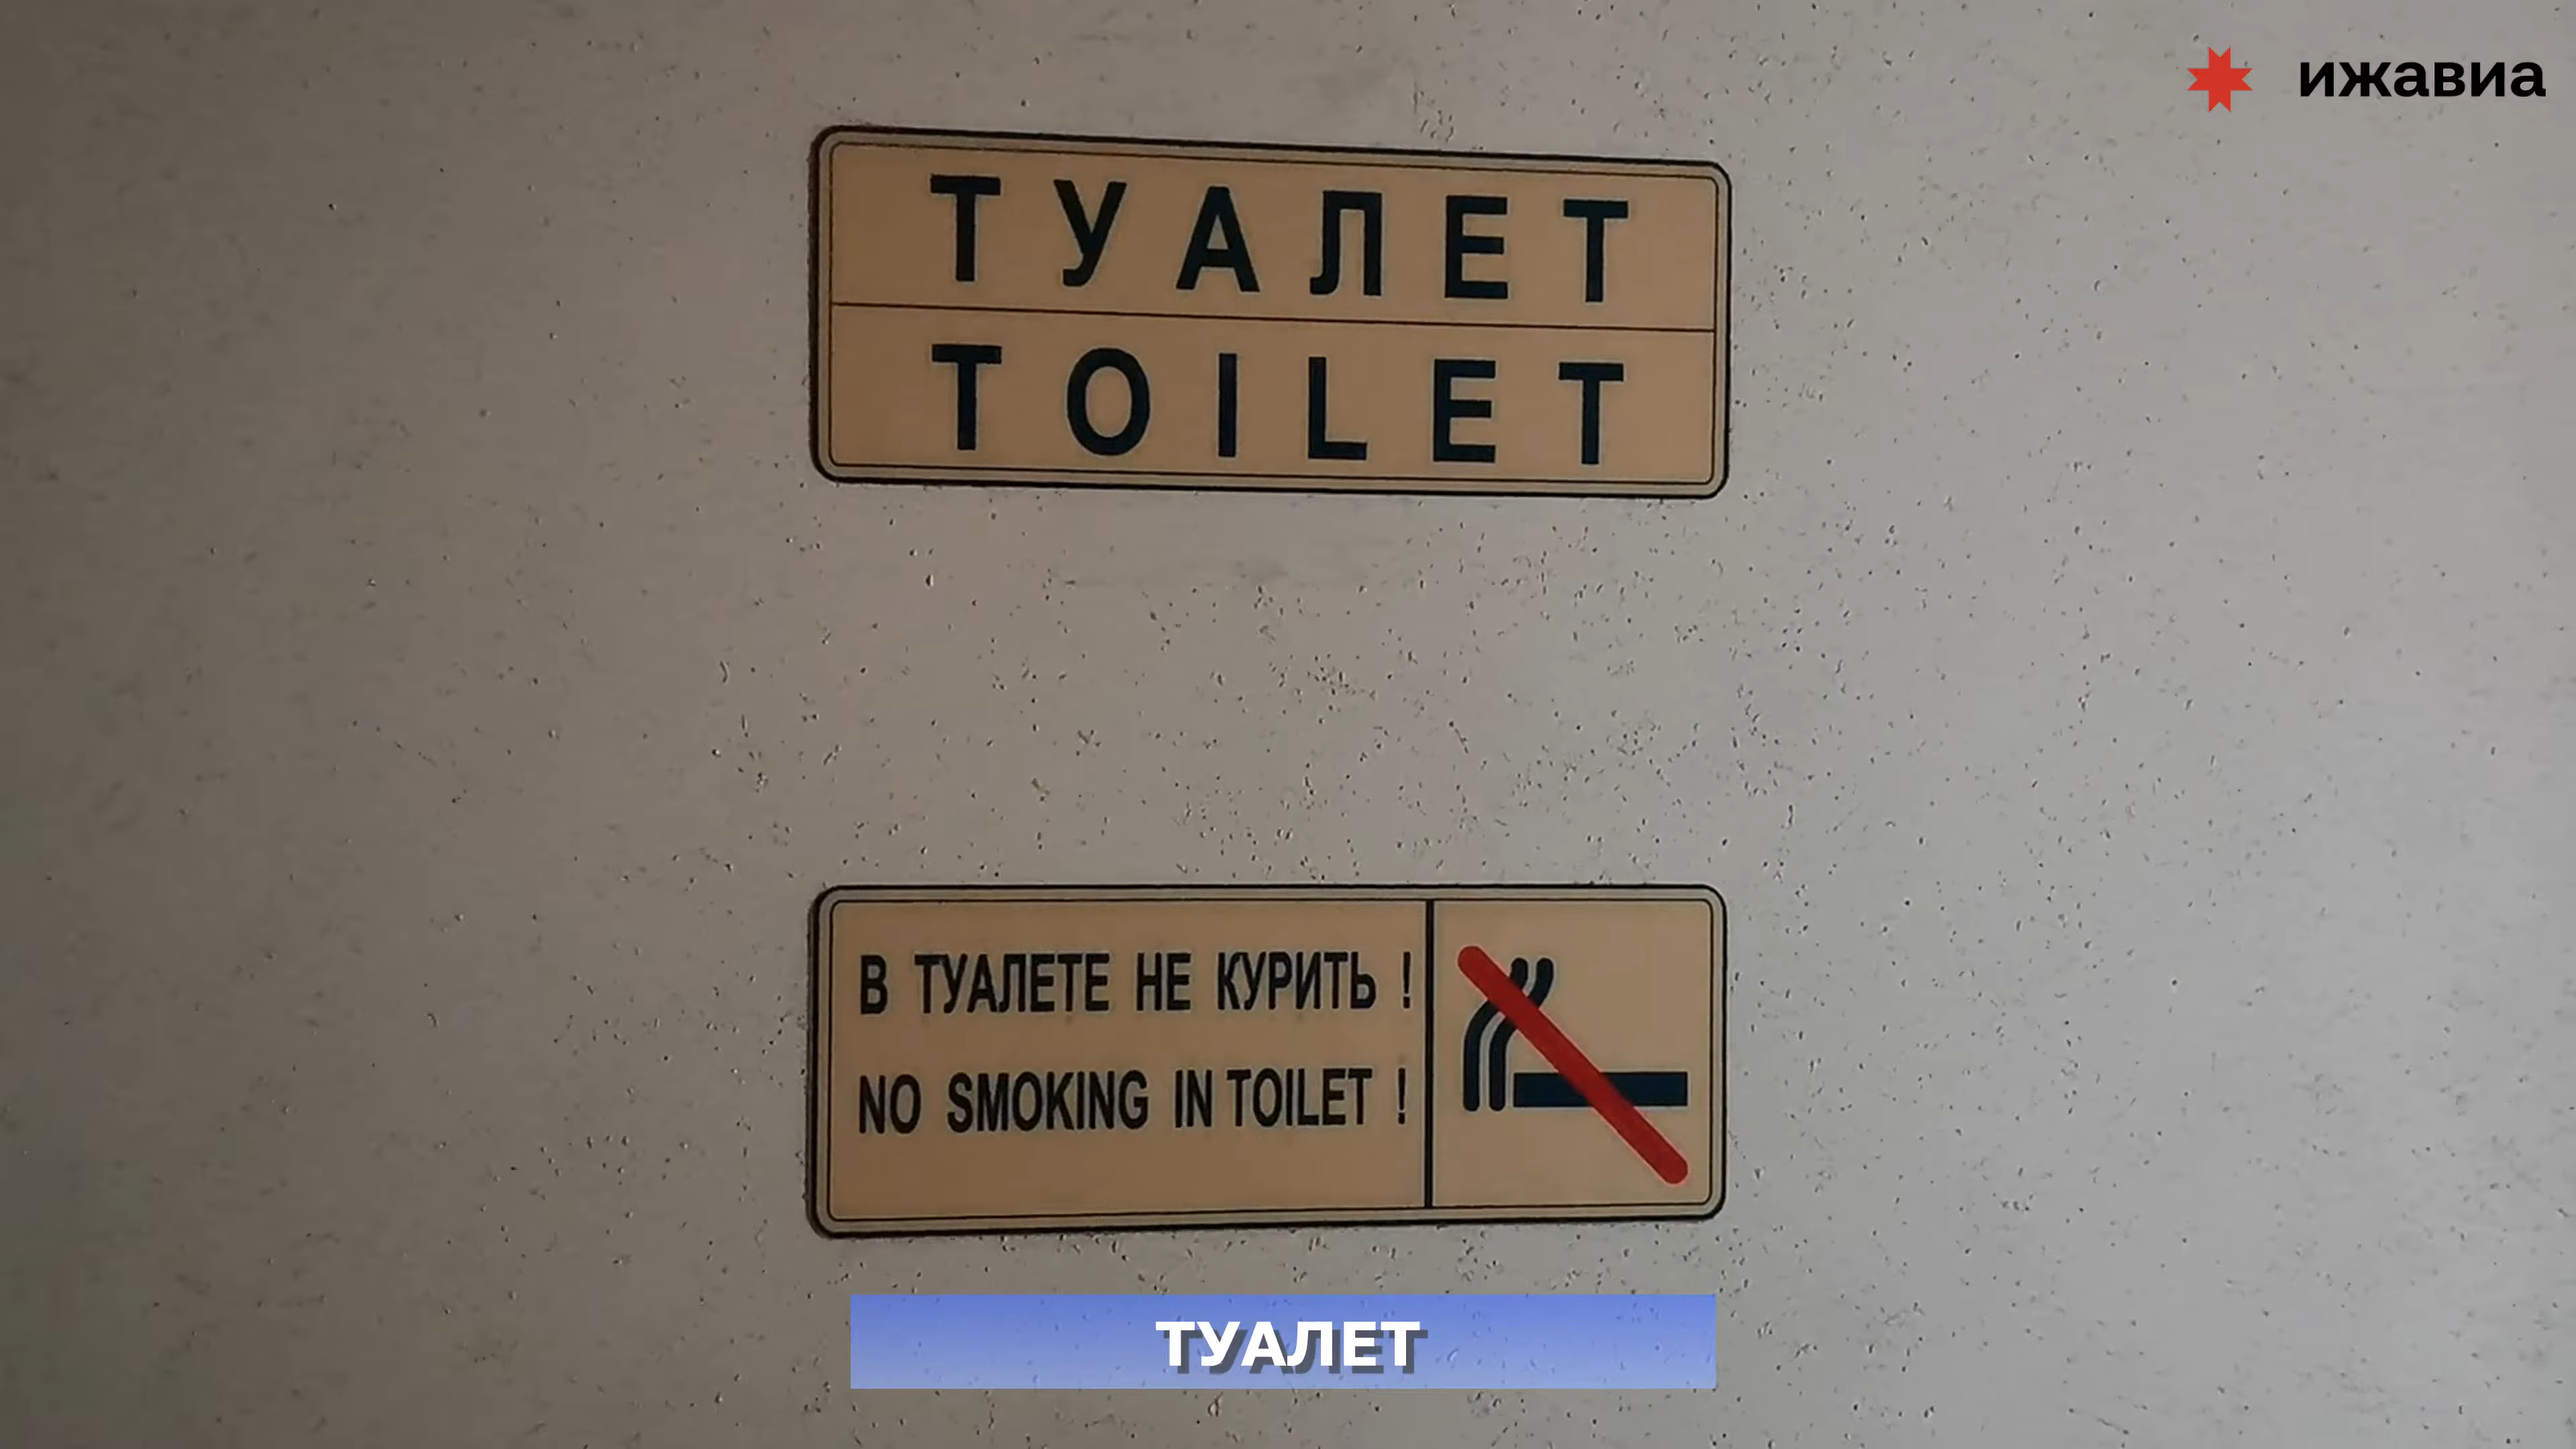 ижавиа
ТУАЛЕТ
TOILET
В ТУАЛЕТЕ НЕ КУРИТЬ !
NO SMOKING IN TOILET !
ТУАЛЕТ